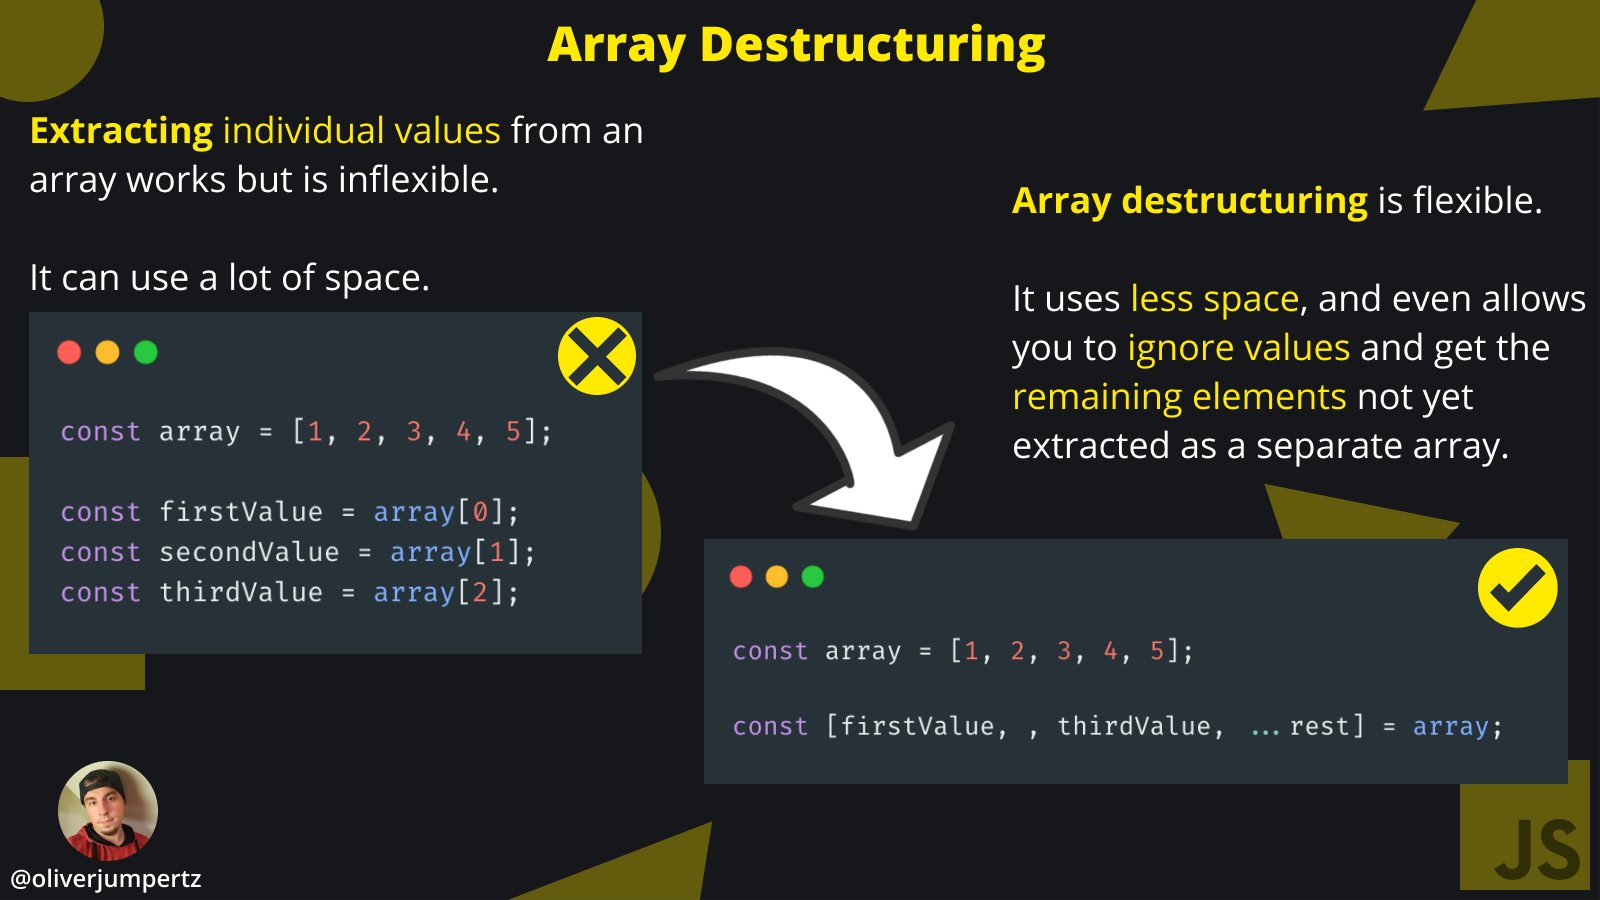 Array Destructuring
Extracting individual values from an
array works but is inflexible.
It can use a lot of space.
const array = [1, 2, 3, 4, 5];
const firstValue = array[0];
const secondValue = array[1];
const thirdValue = array[2];
Array destructuring is flexible.
It uses less space, and even allows
you to ignore values and get the
remaining elements not yet
extracted as a separate array.
const array = [1, 2, 3, 4, 5];
const [firstValue, , thirdValue, ...rest] = array;
@oliverjumpertz
JS